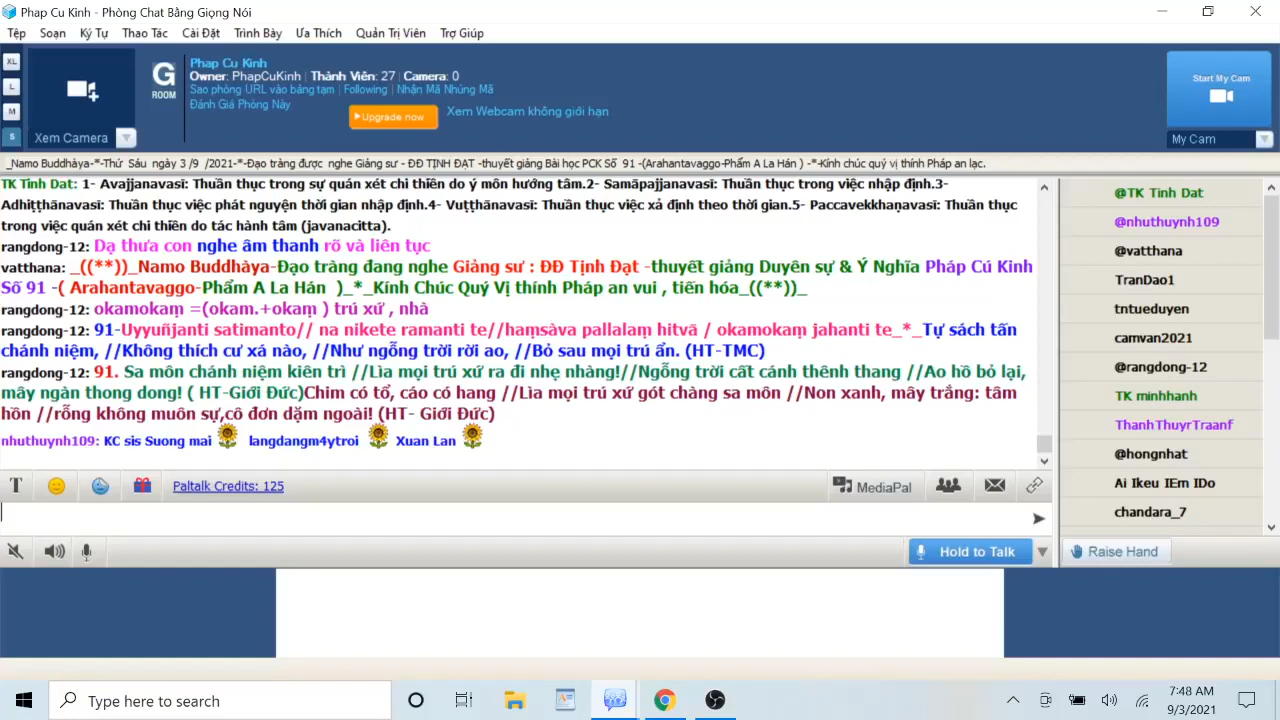 Phap Cu Kinh - Phòng Chat Bằng Giọng Nói
Tệp Soạn Ký Tự Thao Tác Cài Đặt Trình Bày Ưa Thích Quản Trị Viên Trợ Giúp
XL
L
M
S
Xem Camera
G
ROOM
Phap Cu Kinh
Owner: PhapCuKinh | Thành Viên: 27 | Camera: 0
Sao phòng URL vào bảng tạm | Following | Nhận Mã Nhúng Mã
Đánh Giá Phòng Này
Upgrade now
Xem Webcam không giới hạn
Start My Cam
My Cam
_Namo Buddhàya-*-Thứ Sáu ngày 3 /9 /2021-*-Đạo tràng được nghe Giảng sư - ĐĐ TỊNH ĐẠT -thuyết giảng Bài học PCK Số 91 -(Arahantavaggo-Phẩm A La Hán ) -*-Kính chúc quý vị thính Pháp an lạc.
TK Tinh Dat: 1- Avajjanavasī: Thuần thục trong sự quán xét chi thiền do ý môn hướng tâm.2- Samāpajjanavasī: Thuần thục trong việc nhập định.3-
Adhiṭṭhānavasī: Thuần thục việc phát nguyện thời gian nhập định.4- Vuṭṭhānavasī: Thuần thục việc xả định theo thời gian.5- Paccavekkhaṇavasī: Thuần thục
trong việc quán xét chi thiền do tác hành tâm (javanacitta).
rangdong-12: Dạ thưa con nghe âm thanh rõ và liên tục
vatthana: _((**))_Namo Buddhàya-Đạo tràng đang nghe Giảng sư : ĐĐ Tịnh Đạt -thuyết giảng Duyên sự & Ý Nghĩa Pháp Cú Kinh
Số 91 -( Arahantavaggo-Phẩm A La Hán )_*_Kính Chúc Quý Vị thính Pháp an vui , tiến hóa_((**))_
rangdong-12: okamokaṃ =(okam.+okaṃ ) trú xứ , nhà
rangdong-12: 91-Uyyuñjanti satimanto// na nikete ramanti te//haṃsàva pallalaṃ hitvā / okamokaṃ jahanti te_*_Tự sách tấn
chánh niệm, //Không thích cư xá nào, //Như ngỗng trời rời ao, //Bỏ sau mọi trú ẩn. (HT-TMC)
rangdong-12: 91. Sa môn chánh niệm kiên trì //Lìa mọi trú xứ ra đi nhẹ nhàng!//Ngỗng trời cất cánh thênh thang //Ao hồ bỏ lại,
mây ngàn thong dong! ( HT-Giới Đức)Chim có tổ, cáo có hang //Lìa mọi trú xứ gót chàng sa môn //Non xanh, mây trắng: tâm
hồn //rỗng không muôn sự,cô đơn dặm ngoài! (HT- Giới Đức)
nhuthuynh109: KC sis Suong mai langdangm4ytroi Xuan Lan
@TK Tinh Dat
@nhuthuynh109
@vatthana
TranDao1
tntueduyen
camvan2021
@rangdong-12
TK minhhanh
ThanhThuyrTraanf
@hongnhat
Ai Ikeu IEm IDo
chandara_7
T
Paltalk Credits: 125
MediaPal
Hold to Talk
Raise Hand
Type here to search
7:48 AM
9/3/2021